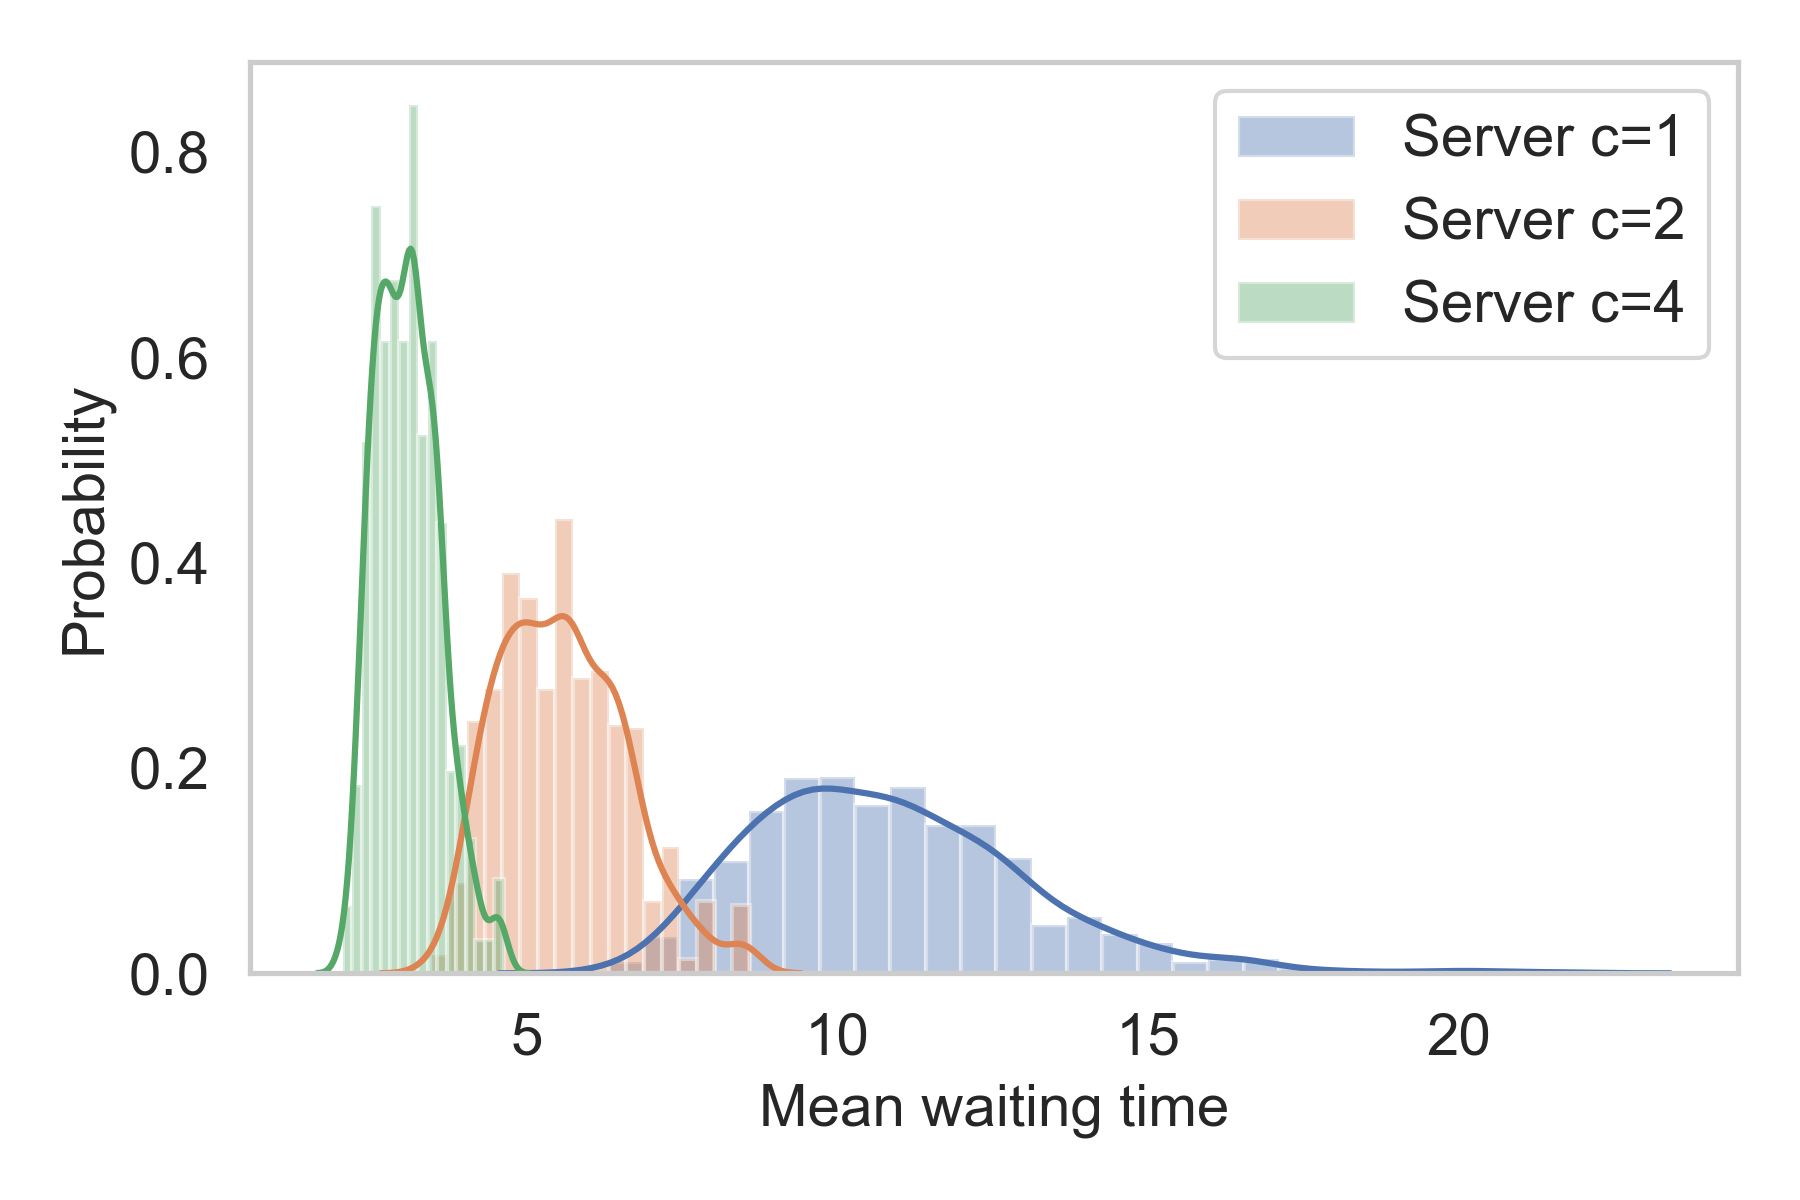 Server c=1
Server c=2
Server c=4
0.8
0.6
0.4
0.2
0.0
Probability
5 10 15 20
Mean waiting time